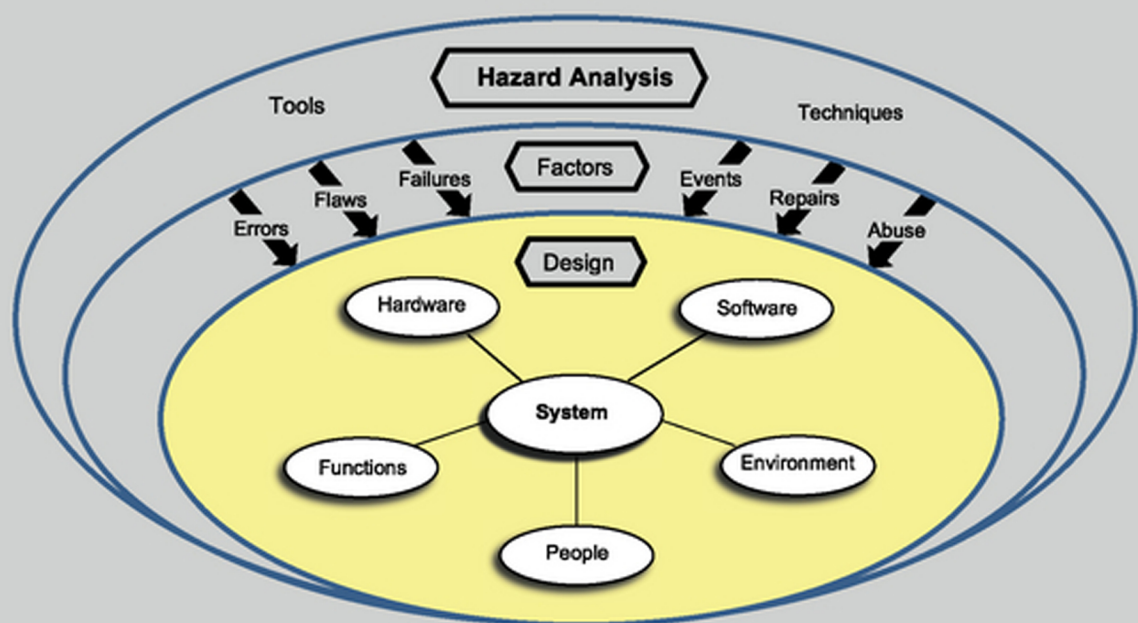 Hazard Analysis
Tools
Techniques
Factors
Failures
Events
Flaws
Repairs
Errors
Abuse
Design
Hardware
Software
System
Functions
Environment
People